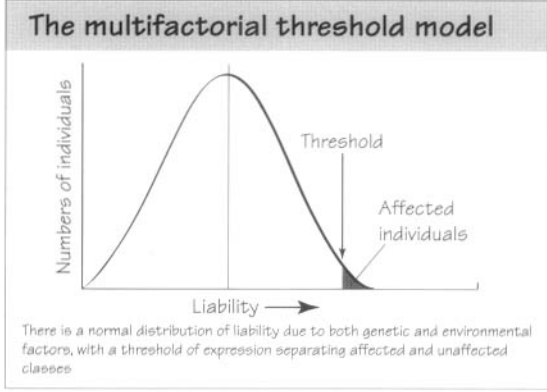 The multifactorial threshold model
Numbers of individuals
Threshold
Affected
individuals
Liability
There is a normal distribution of liability due to both genetic and environmental
factors, with a threshold of expression separating affected and unaffected
classes